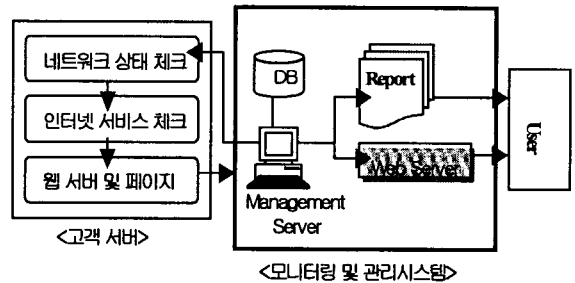 네트워크 상태 체크
인터넷 서비스 체크
웹 서버 및 페이지
<고객 서버>
DB
Management
Server
Report
Web Server
User
<모니터링 및 관리시스템>